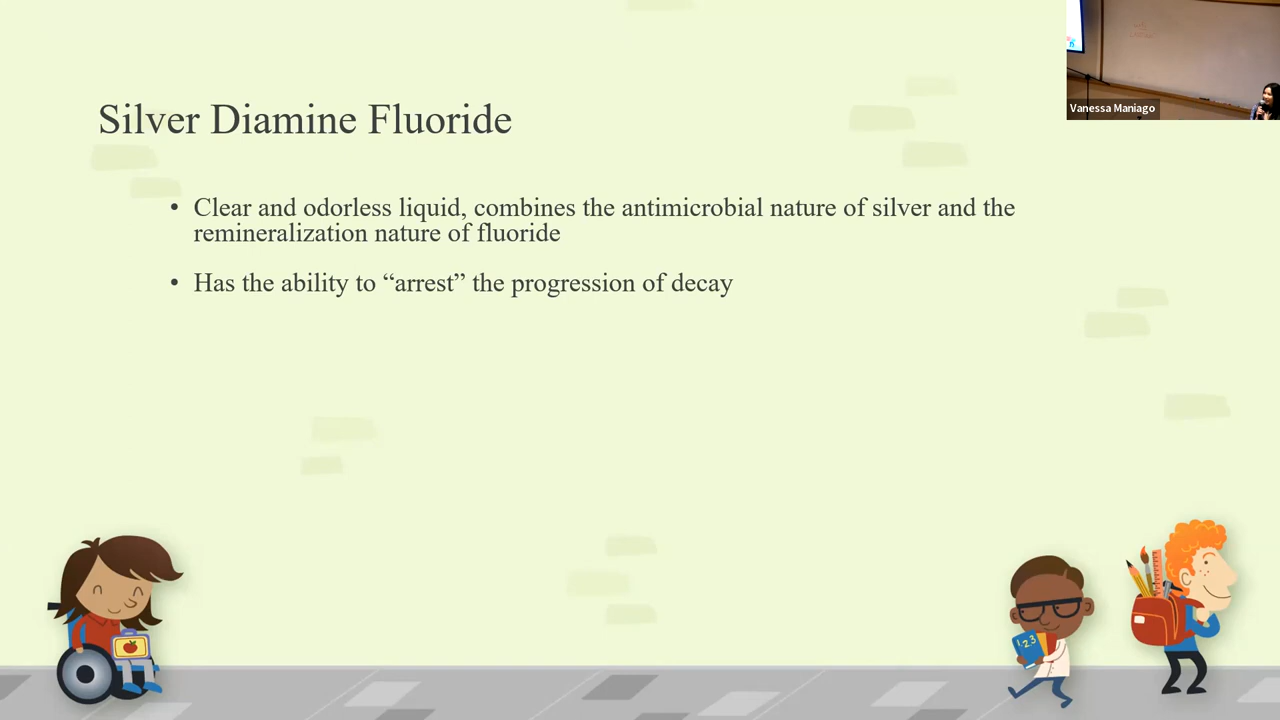 Silver Diamine Fluoride
• Clear and odorless liquid, combines the antimicrobial nature of silver and the
remineralization nature of fluoride
• Has the ability to “arrest” the progression of decay
Vanessa Maniago
123